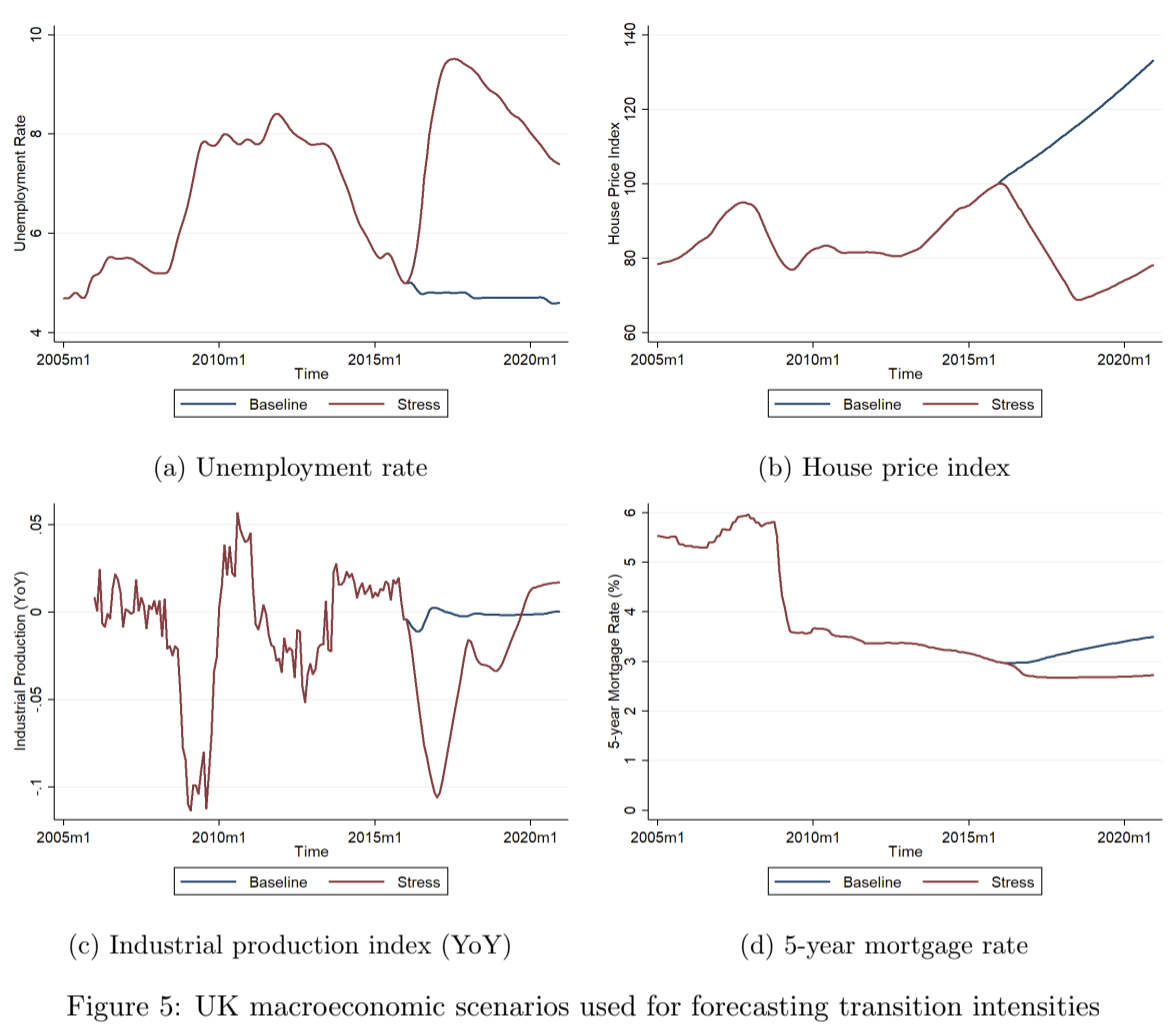 Unemployment Rate
10
8
6
4
2005m1 2010m1 2015m1 2020m1
Time
Baseline Stress
(a) Unemployment rate
House Price Index
140
120
100
80
60
2005m1 2010m1 2015m1 2020m1
Time
Baseline Stress
(b) House price index
Industrial Production (YoY)
.05
0
-.05
-.1
2005m1 2010m1 2015m1 2020m1
Time
Baseline Stress
(c) Industrial production index (YoY)
5-year Mortgage Rate (%)
6
5
4
3
2
1
0
2005m1 2010m1 2015m1 2020m1
Time
Baseline Stress
(d) 5-year mortgage rate
Figure 5: UK macroeconomic scenarios used for forecasting transition intensities